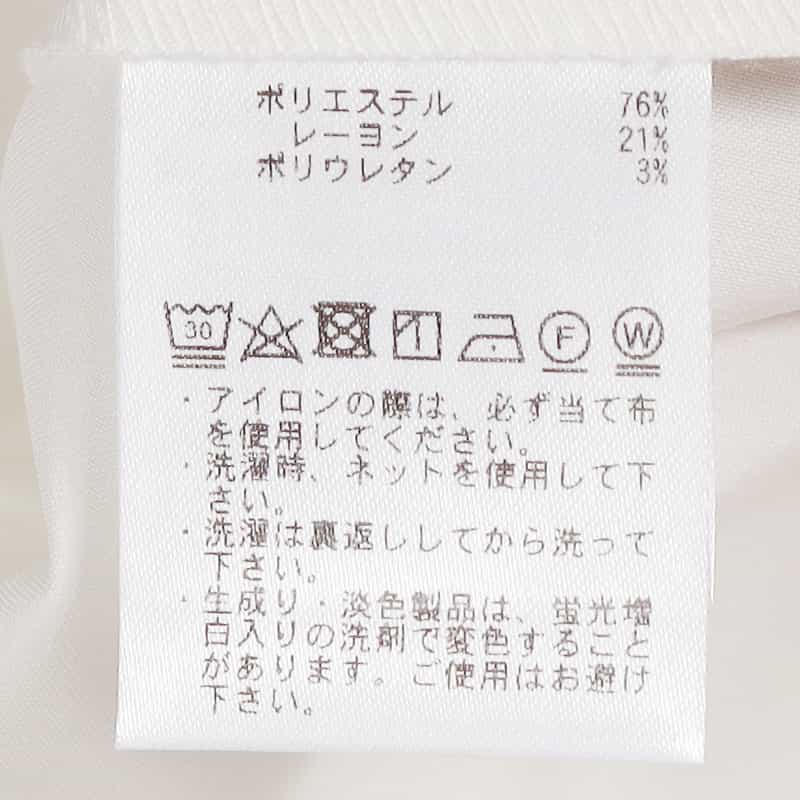 ポリエステル 76%
レーヨン 21%
ポリウレタン 3%
30 F W
・アイロンの際は、必ず当て布
を使用してください。
・洗濯時、ネットを使用して下
さい。
・洗濯は裏返ししてから洗って
下さい。
・生成り・淡色製品は、蛍光増
白入りの洗剤で変色すること
があります。ご使用はお避け
下さい。